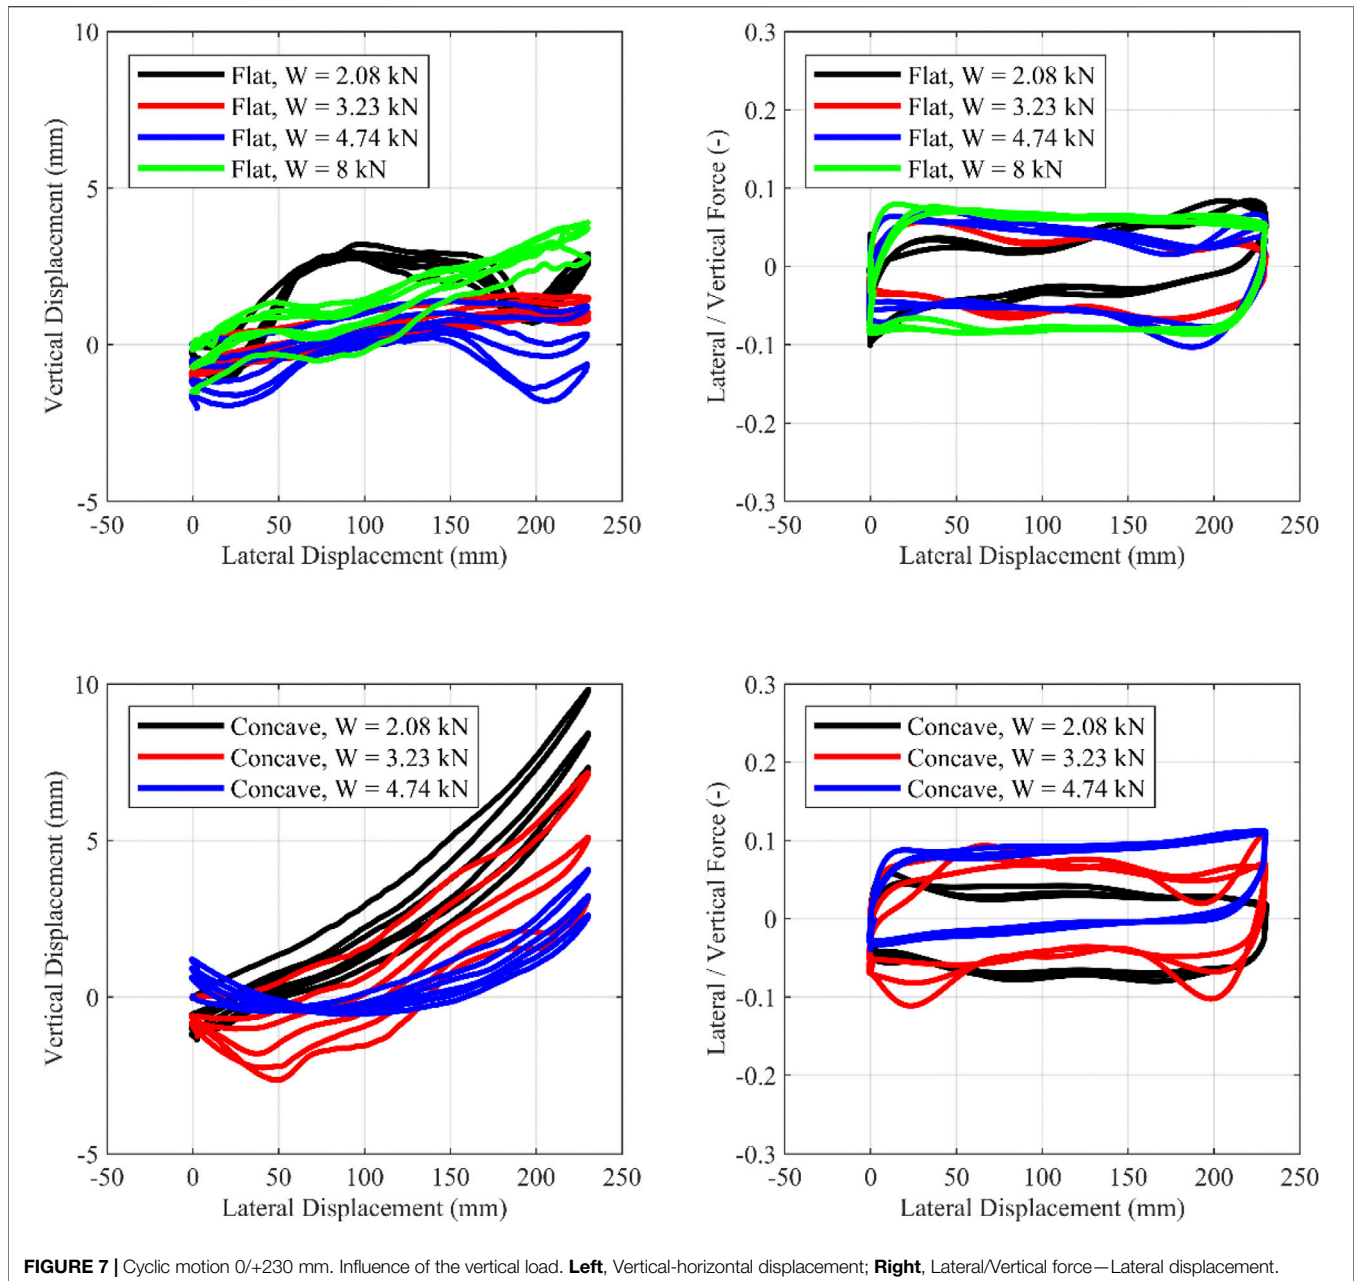 10
5
0
-5
Vertical Displacement (mm)
Flat, W = 2.08 kN
Flat, W = 3.23 kN
Flat, W = 4.74 kN
Flat, W = 8 kN
-50 0 50 100 150 200 250
Lateral Displacement (mm)
0.3
0.2
0.1
0
-0.1
-0.2
-0.3
Lateral / Vertical Force (-)
Flat, W = 2.08 kN
Flat, W = 3.23 kN
Flat, W = 4.74 kN
Flat, W = 8 kN
-50 0 50 100 150 200 250
Lateral Displacement (mm)
10
5
0
-5
Vertical Displacement (mm)
Concave, W = 2.08 kN
Concave, W = 3.23 kN
Concave, W = 4.74 kN
-50 0 50 100 150 200 250
Lateral Displacement (mm)
0.3
0.2
0.1
0
-0.1
-0.2
-0.3
Lateral / Vertical Force (-)
Concave, W = 2.08 kN
Concave, W = 3.23 kN
Concave, W = 4.74 kN
-50 0 50 100 150 200 250
Lateral Displacement (mm)
FIGURE 7 | Cyclic motion 0/+230 mm. Influence of the vertical load. Left, Vertical-horizontal displacement; Right, Lateral/Vertical force—Lateral displacement.